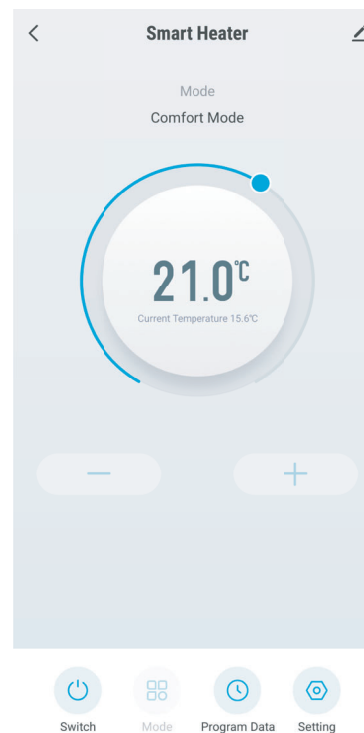 Smart Heater
Mode
Comfort Mode
21.0℃
Current Temperature 15.6℃
Switch
Mode
Program Data
Setting